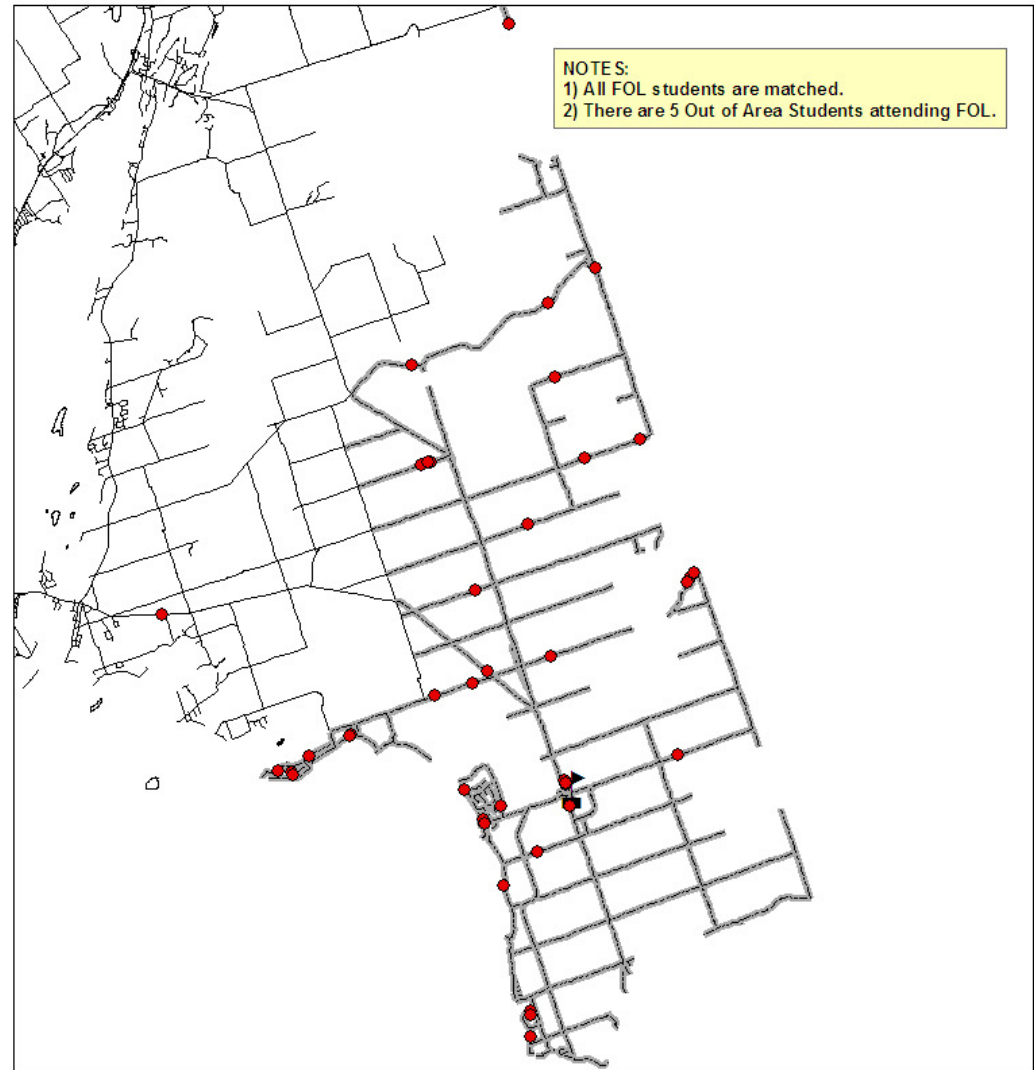 NOTES:
1) All FOL students are matched.
2) There are 5 Out of Area Students attending FOL.